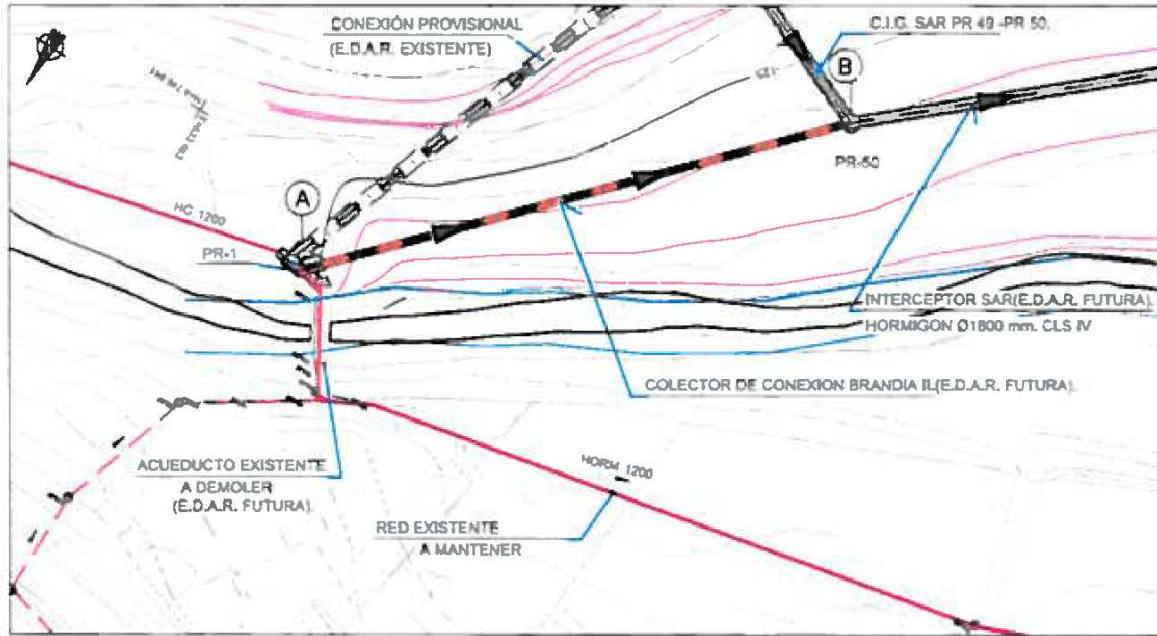 CONEXIÓN PROVISIONAL
(E.D.A.R. EXISTENTE)
C.I.G. SAR PR 49 -PR 50.
B
PR-50
A
HC 1200
PR-1
INTERCEPTOR SAR(E.D.A.R. FUTURA)
HORMIGON Ø1800 mm. CLS IV
COLECTOR DE CONEXION BRANDIA II.(E.D.A.R. FUTURA).
ACUEDUCTO EXISTENTE
A DEMOLER
(E.D.A.R. FUTURA)
HORM 1200
RED EXISTENTE
A MANTENER